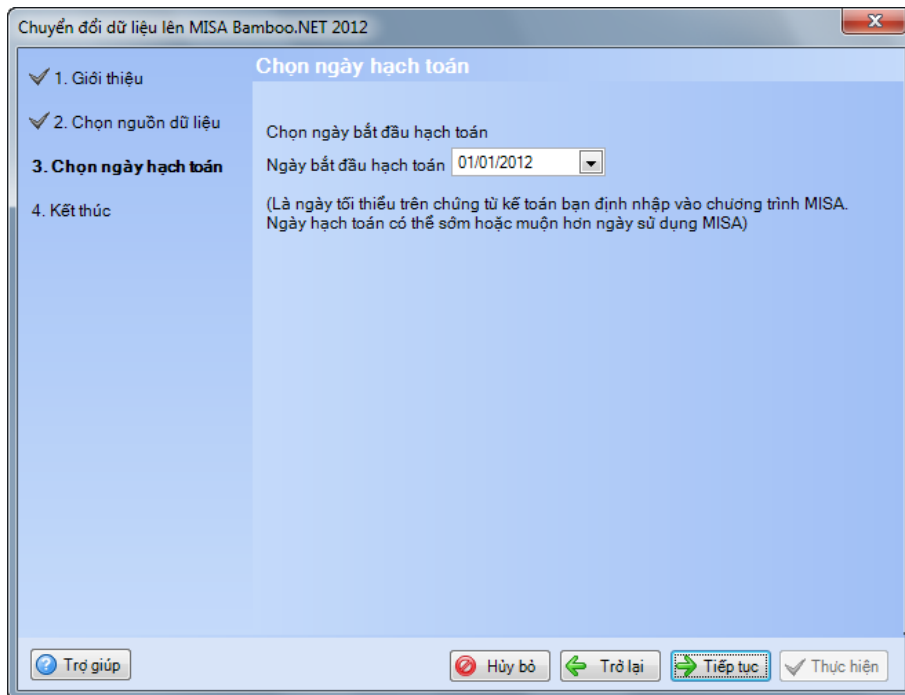 Chuyển đổi dữ liệu lên MISA Bamboo.NET 2012
1. Giới thiệu
2. Chọn nguồn dữ liệu
3. Chọn ngày hạch toán
4. Kết thúc
Chọn ngày hạch toán
Chọn ngày bắt đầu hạch toán
Ngày bắt đầu hạch toán 01/01/2012
(Là ngày tối thiểu trên chứng từ kế toán bạn định nhập vào chương trình MISA.
Ngày hạch toán có thể sớm hoặc muộn hơn ngày sử dụng MISA)
Trợ giúp Hủy bỏ Trở lại Tiếp tục Thực hiện